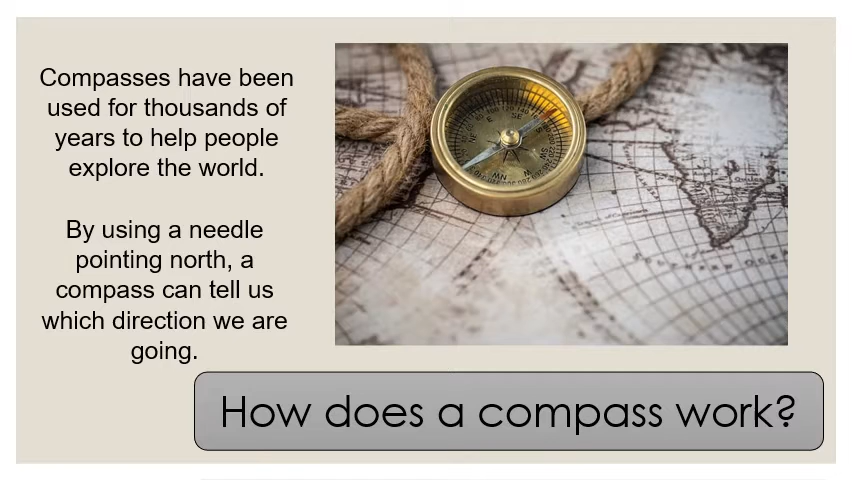 Compasses have been
used for thousands of
years to help people
explore the world.
By using a needle
pointing north, a
compass can tell us
which direction we are
going.
How does a compass work?